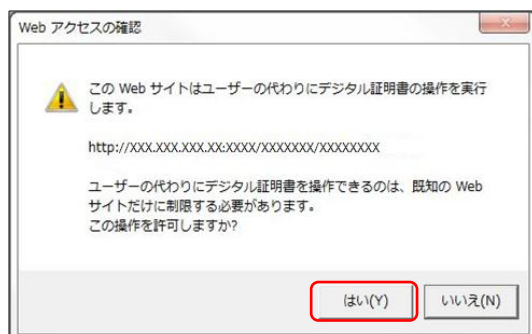 Web アクセスの確認
この Web サイトはユーザーの代わりにデジタル証明書の操作を実行
します。
http://XXX.XXX.XXX.XX:XXXX/XXXXXXX/XXXXXXXX
ユーザーの代わりにデジタル証明書を操作できるのは、既知の Web
サイトだけに制限する必要があります。
この操作を許可しますか?
はい(Y) いいえ(N)